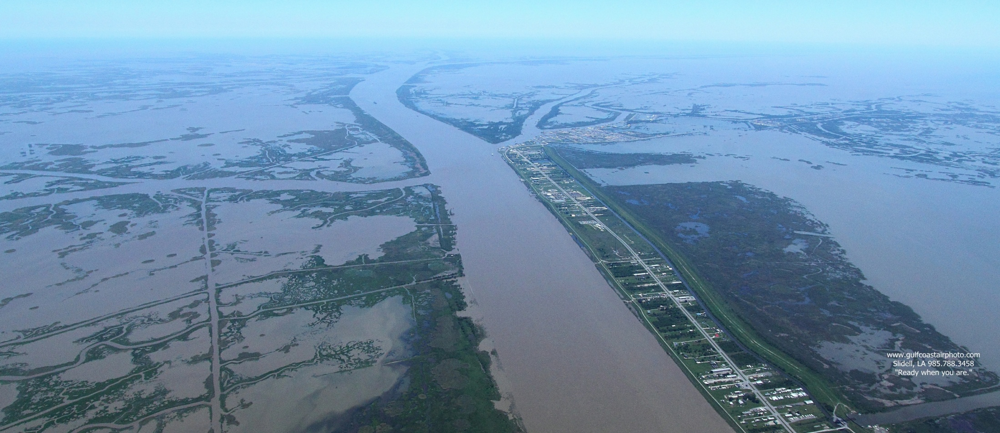 www.gulfcoastairphoto.com
Slidell, LA 985.788.3458
"Ready when you are."